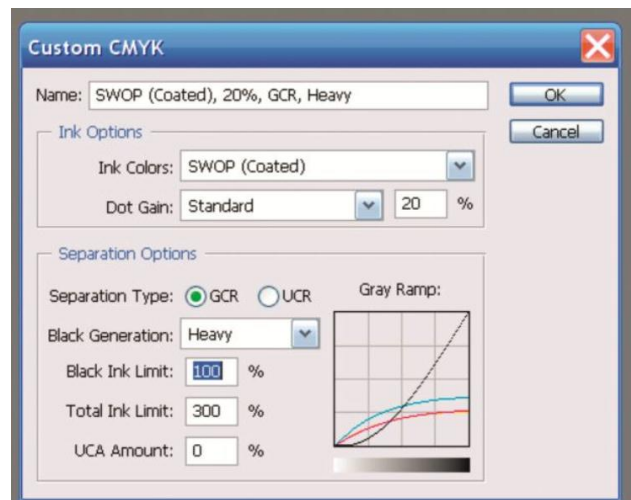 Custom CMYK
Name: SWOP (Coated), 20%, GCR, Heavy
OK
Cancel
Ink Options
Ink Colors: SWOP (Coated)
Dot Gain: Standard 20 %
Separation Options
Separation Type: GCR UCR
Gray Ramp:
Black Generation: Heavy
Black Ink Limit: 100 %
Total Ink Limit: 300 %
UCA Amount: 0 %